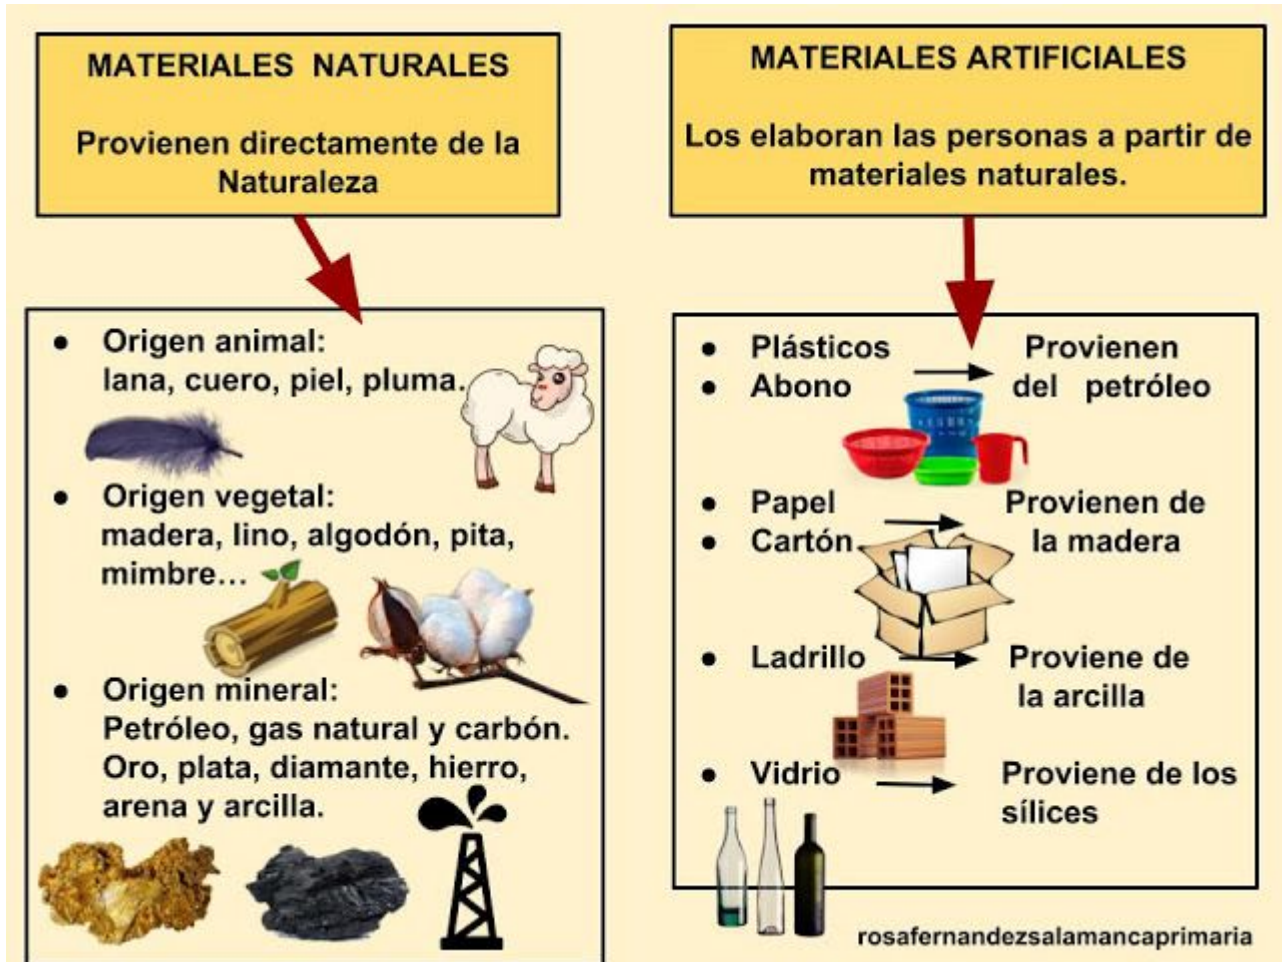 MATERIALES NATURALES
Provienen directamente de la
Naturaleza
Origen animal:
lana, cuero, piel, pluma.
Origen vegetal:
madera, lino, algodón, pita,
mimbre...
Origen mineral:
Petróleo, gas natural y carbón.
Oro, plata, diamante, hierro,
arena y arcilla.
MATERIALES ARTIFICIALES
Los elaboran las personas a partir de
materiales naturales.
Plásticos Provienen
Abono del petróleo
Papel Provienen de
Cartón la madera
Ladrillo Proviene de
la arcilla
Vidrio Proviene de los
sílices
rosafernandezsalamancaprimaria